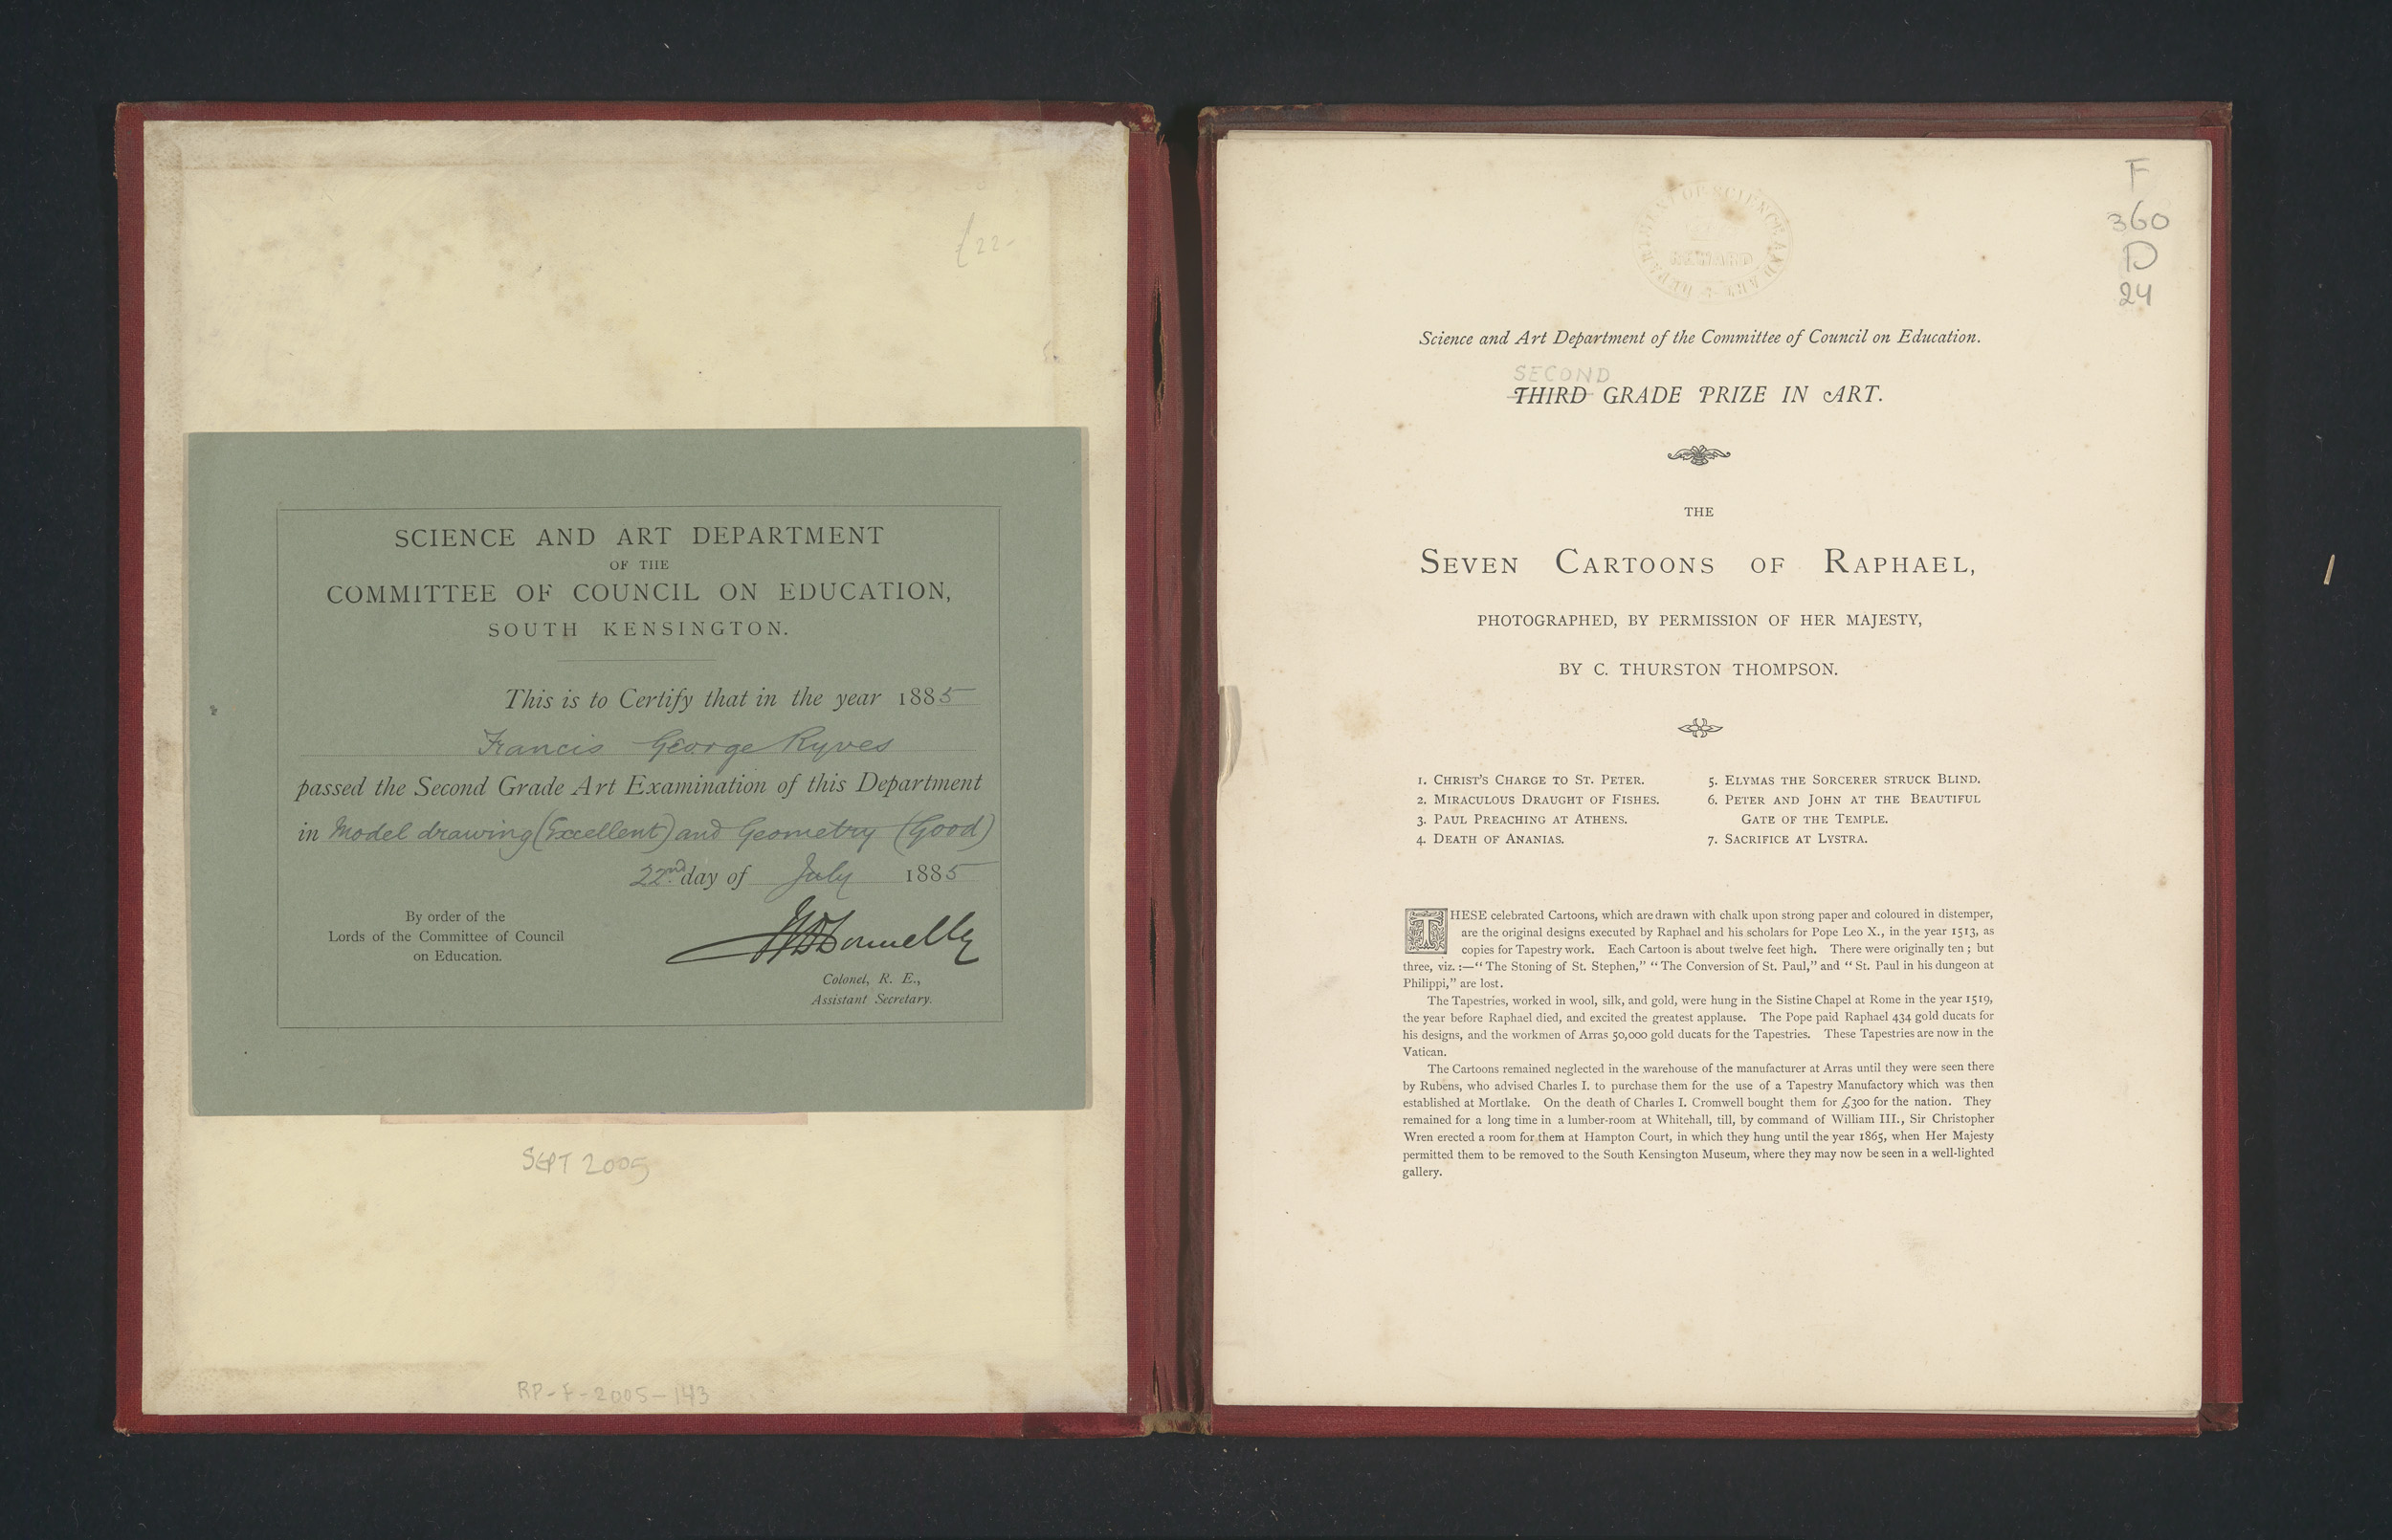 £22-
SCIENCE AND ART DEPARTMENT
OF THE
COMMITTEE OF COUNCIL ON EDUCATION,
SOUTH KENSINGTON.
This is to Certify that in the year 1885
Francis George Ryves
passed the Second Grade Art Examination of this Department
in Model drawing (Excellent) and Geometry (Good)
22nd day of July 1885
By order of the
Lords of the Committee of Council
on Education.
JFDDonnelly
Colonel, R. E.,
Assistant Secretary.
SEPT 2005
RP-F-2005-143
F
360
D
24
DEPARTMENT OF SCIENCE AND ART
REWARD
Science and Art Department of the Committee of Council on Education.
SECOND
THIRD GRADE PRIZE IN ART.
THE
SEVEN CARTOONS OF RAPHAEL,
PHOTOGRAPHED, BY PERMISSION OF HER MAJESTY,
BY C. THURSTON THOMPSON.
1. CHRIST'S CHARGE TO ST. PETER.
2. MIRACULOUS DRAUGHT OF FISHES.
3. PAUL PREACHING AT ATHENS.
4. DEATH OF ANANIAS.
5. ELYMAS THE SORCERER STRUCK BLIND.
6. PETER AND JOHN AT THE BEAUTIFUL
GATE OF THE TEMPLE.
7. SACRIFICE AT LYSTRA.
THESE celebrated Cartoons, which are drawn with chalk upon strong paper and coloured in distemper,
are the original designs executed by Raphael and his scholars for Pope Leo X., in the year 1513, as
copies for Tapestry work. Each Cartoon is about twelve feet high. There were originally ten; but
three, viz.:—"The Stoning of St. Stephen," "The Conversion of St. Paul," and "St. Paul in his dungeon at
Philippi," are lost.
The Tapestries, worked in wool, silk, and gold, were hung in the Sistine Chapel at Rome in the year 1519,
the year before Raphael died, and excited the greatest applause. The Pope paid Raphael 434 gold ducats for
his designs, and the workmen of Arras 50,000 gold ducats for the Tapestries. These Tapestries are now in the
Vatican.
The Cartoons remained neglected in the warehouse of the manufacturer at Arras until they were seen there
by Rubens, who advised Charles I. to purchase them for the use of a Tapestry Manufactory which was then
established at Mortlake. On the death of Charles I. Cromwell bought them for £300 for the nation. They
remained for a long time in a lumber-room at Whitehall, till, by command of William III., Sir Christopher
Wren erected a room for them at Hampton Court, in which they hung until the year 1865, when Her Majesty
permitted them to be removed to the South Kensington Museum, where they may now be seen in a well-lighted
gallery.